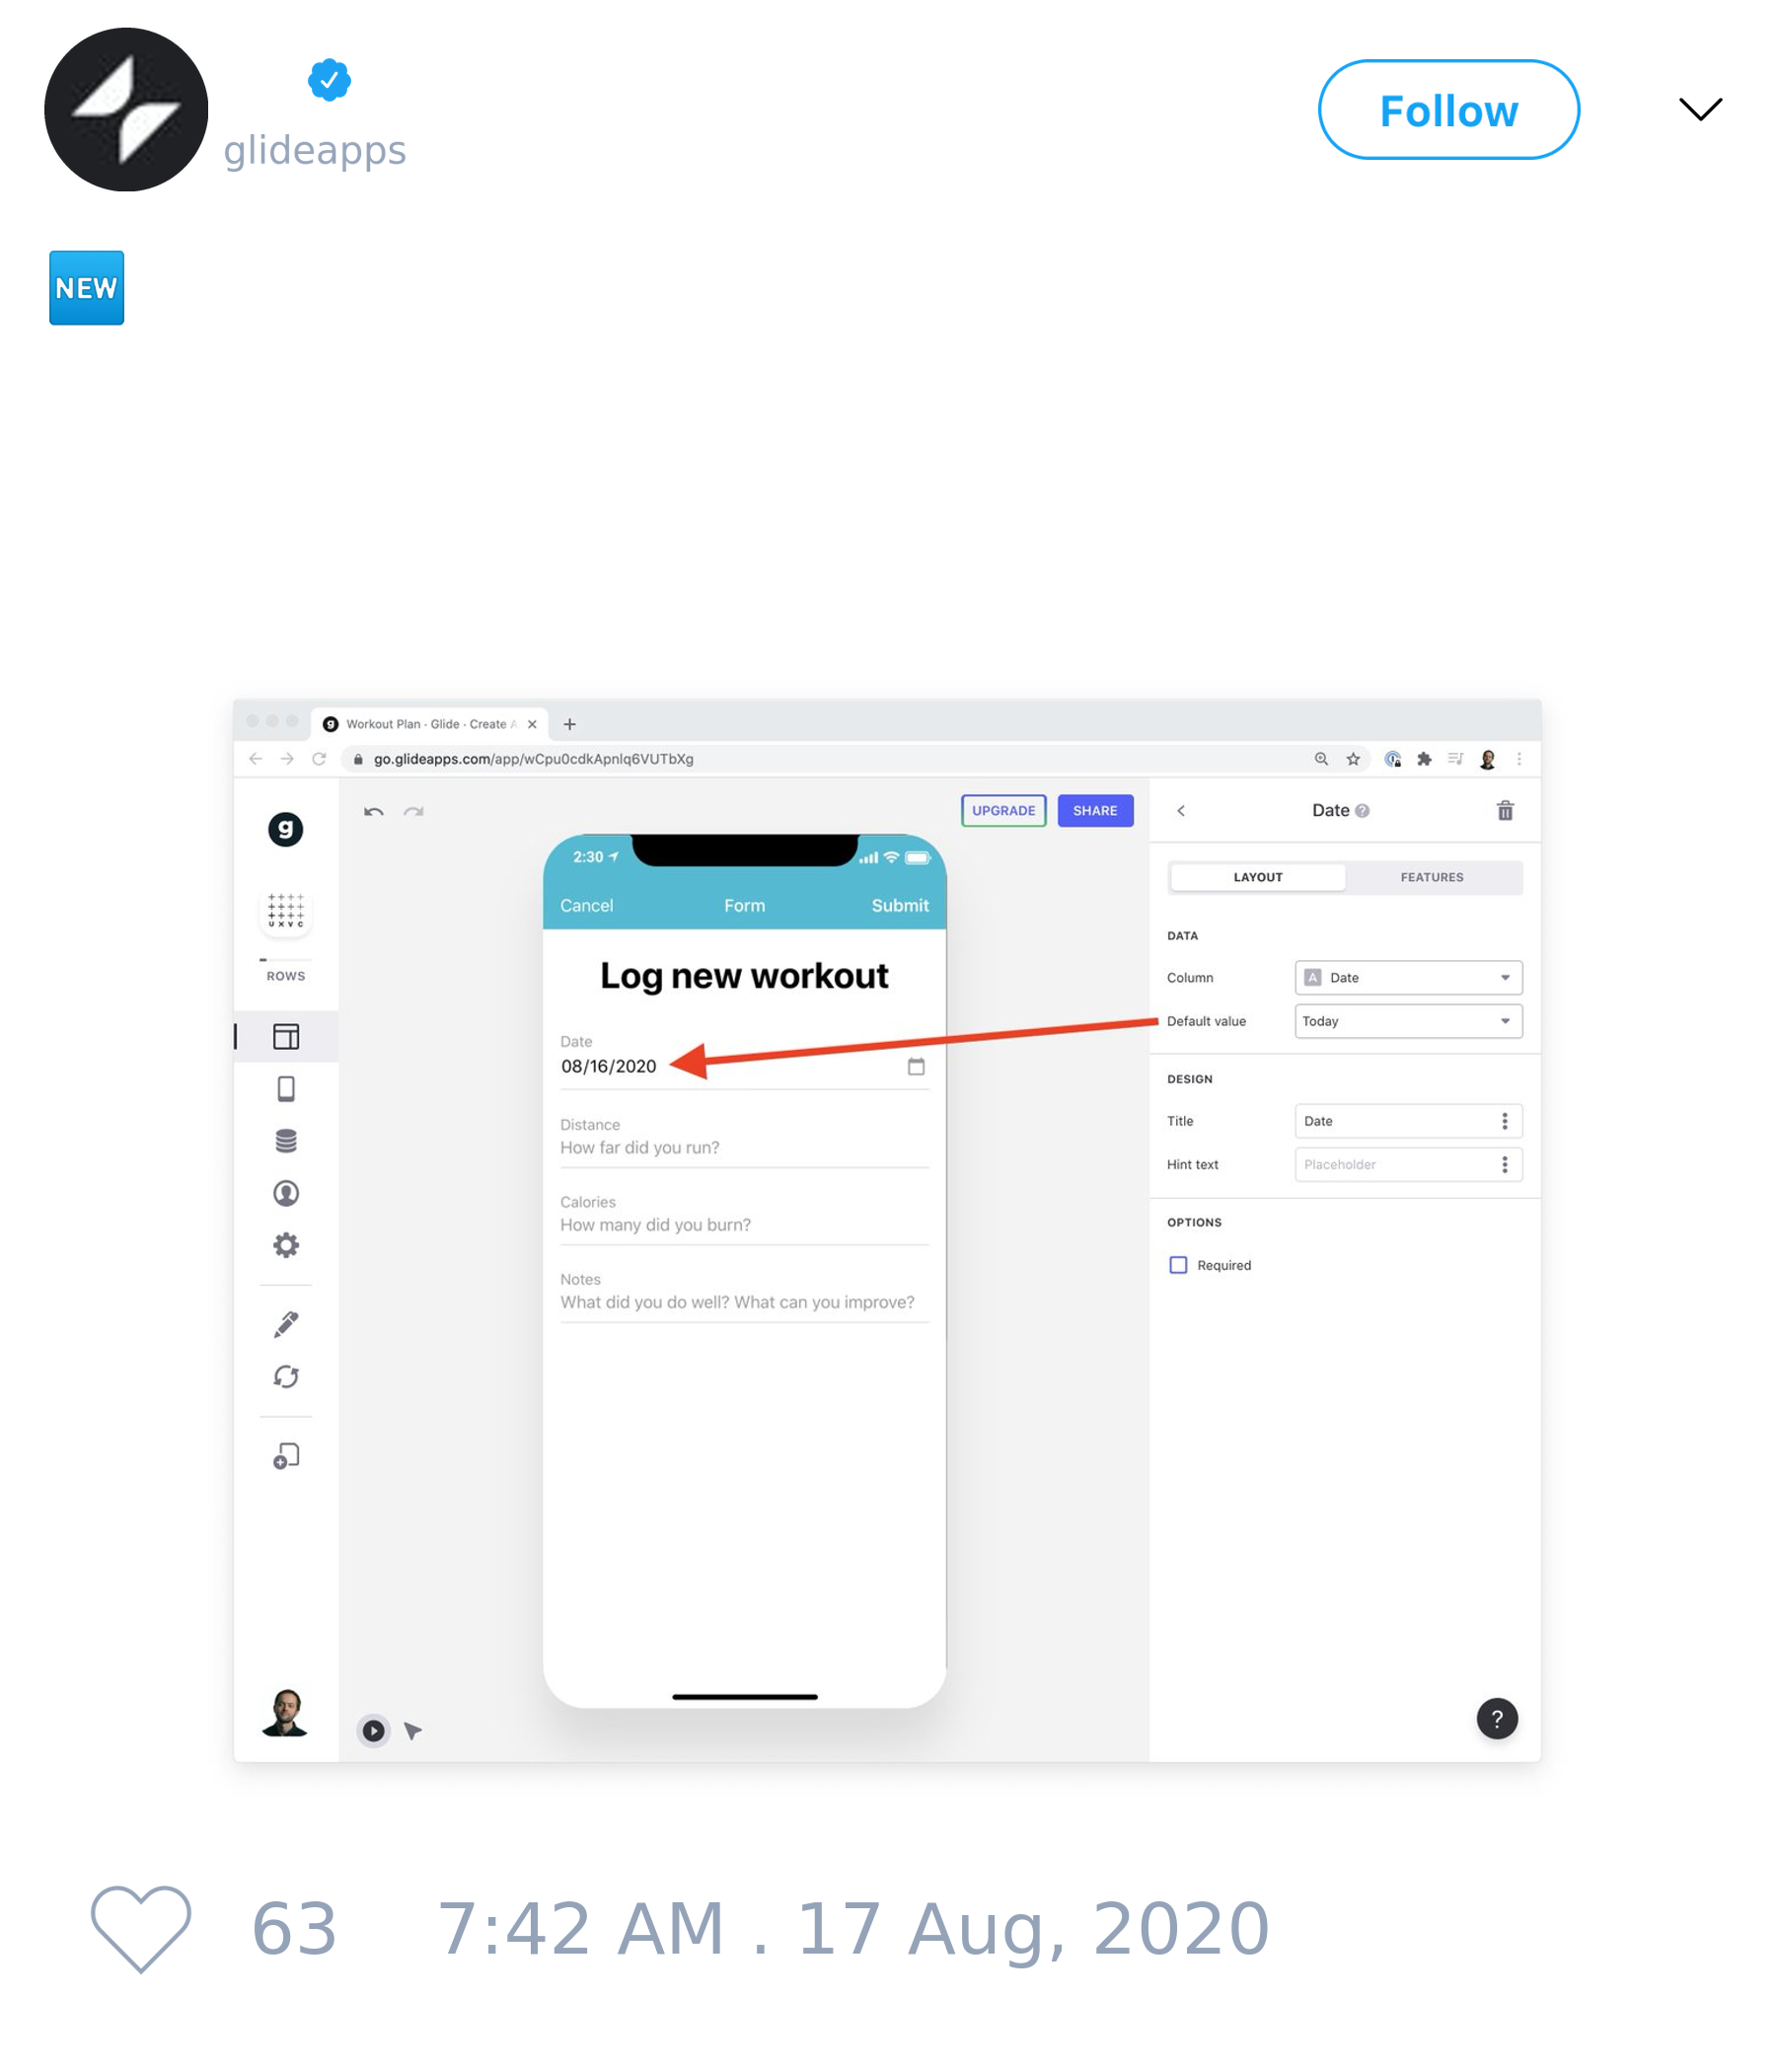 glideapps
Follow
NEW
Workout Plan · Glide · Create A
go.glideapps.com/app/wCpu0cdkApnlq6VUTbXg
g
UPGRADE
SHARE
Date
U X V C
ROWS
2:30
Cancel
Form
Submit
Log new workout
Date
08/16/2020
Distance
How far did you run?
Calories
How many did you burn?
Notes
What did you do well? What can you improve?
LAYOUT
FEATURES
DATA
Column
A Date
Default value
Today
DESIGN
Title
Date
Hint text
Placeholder
OPTIONS
Required
?
63
7:42 AM . 17 Aug, 2020